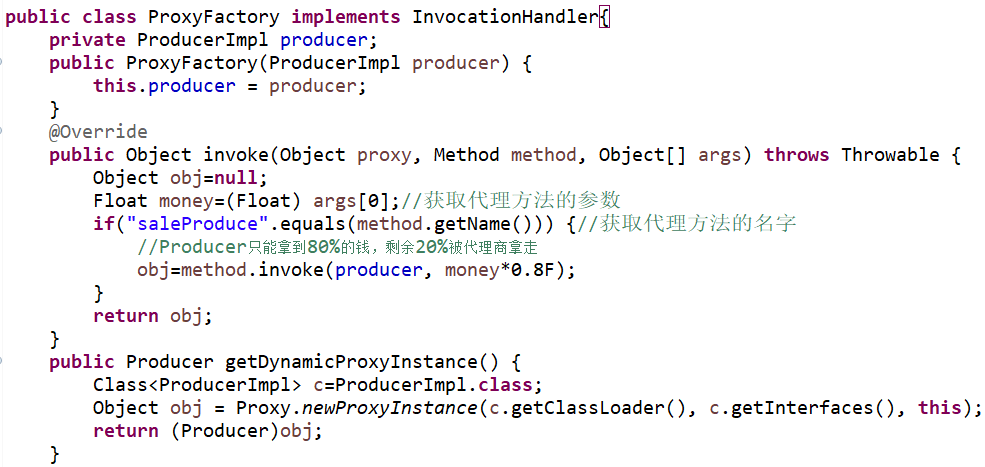 public class ProxyFactory implements InvocationHandler{
    private ProducerImpl producer;
    public ProxyFactory(ProducerImpl producer) {
        this.producer = producer;
    }
    @Override
    public Object invoke(Object proxy, Method method, Object[] args) throws Throwable {
        Object obj=null;
        Float money=(Float) args[0];//获取代理方法的参数
        if("saleProduce".equals(method.getName())) {//获取代理方法的名字
            //Producer只能拿到80%的钱，剩余20%被代理商拿走
            obj=method.invoke(producer, money*0.8F);
        }
        return obj;
    }
    public Producer getDynamicProxyInstance() {
        Class<ProducerImpl> c=ProducerImpl.class;
        Object obj = Proxy.newProxyInstance(c.getClassLoader(), c.getInterfaces(), this);
        return (Producer)obj;
    }